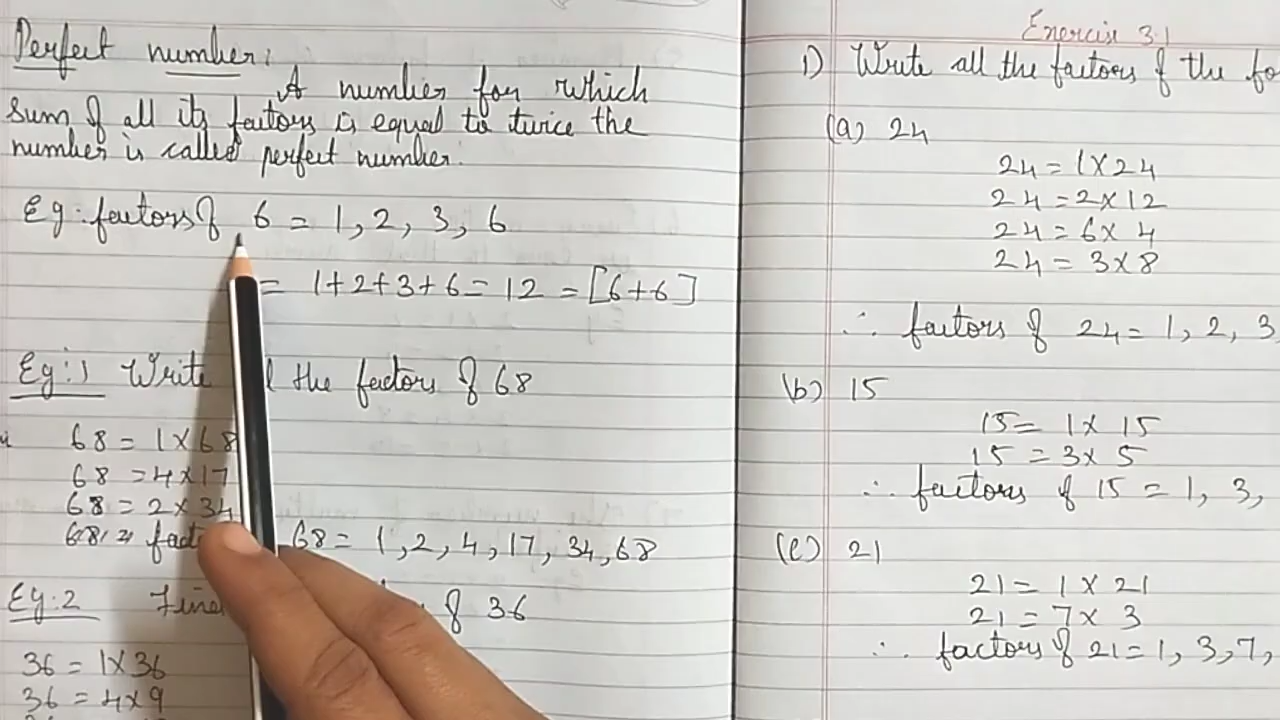 Perfect number:
A number for which
sum of all its factors is equal to twice the
number is called perfect number.
Eg: factors of 6 = 1, 2, 3, 6
= 1+2+3+6 = 12 = [6+6]
Eg:1 Write the factors of 68
68 = 1×68
68 = 4×17
68 = 2×34
68 = 1, 2, 4, 17, 34, 68
Eg:2 of 36
36 = 1×36
36 = 4×9
Exercise 3.1
1) Write all the factors of the fo
(a) 24
24 = 1×24
24 = 2×12
24 = 6×4
24 = 3×8
∴ factors of 24 = 1, 2, 3
(b) 15
15 = 1×15
15 = 3×5
∴ factors of 15 = 1, 3,
(c) 21
21 = 1×21
21 = 7×3
∴ factors of 21 = 1, 3, 7,